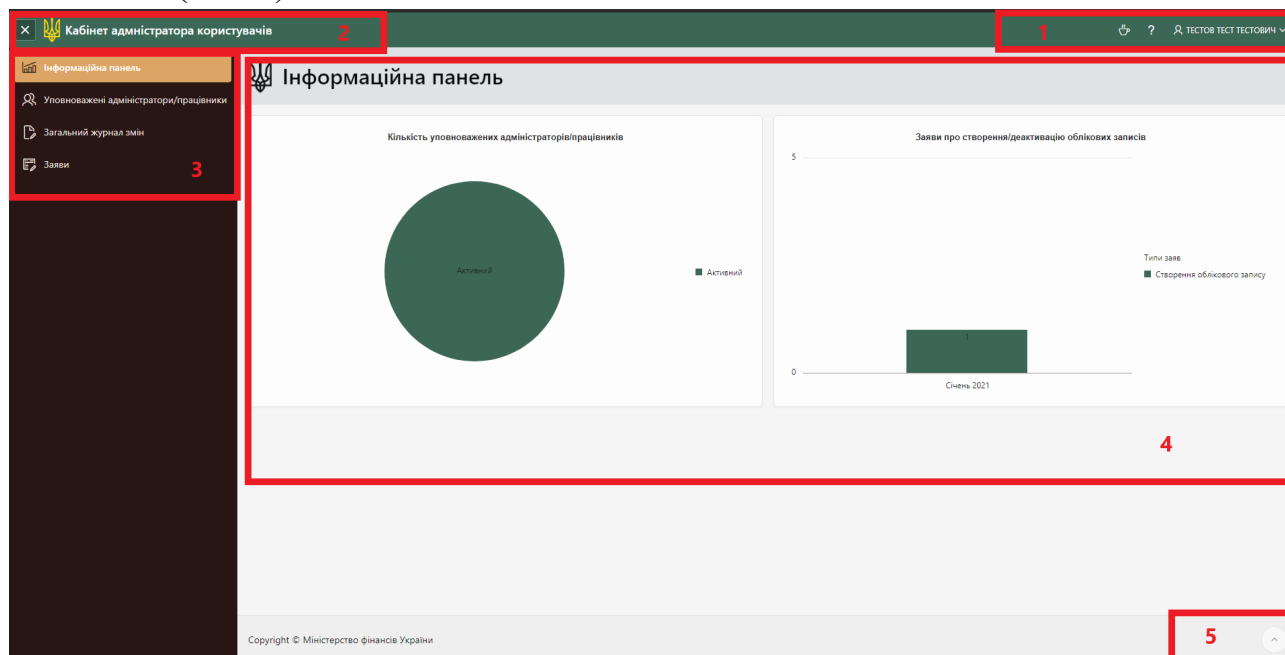 Кабінет адмністратора користувачів
2
1
?
ТЕСТОВ ТЕСТ ТЕСТОВИЧ
Інформаційна панель
Уповноважені адміністратори/працівники
Загальний журнал змін
Заяви
3
Інформаційна панель
Кількість уповноважених адміністраторів/працівників
Активний
Активний
Заяви про створення/деактивацію облікових записів
5
Типи заяв
Створення облікового запису
1
0
Січень 2021
4
Copyright © Міністерство фінансів України
5